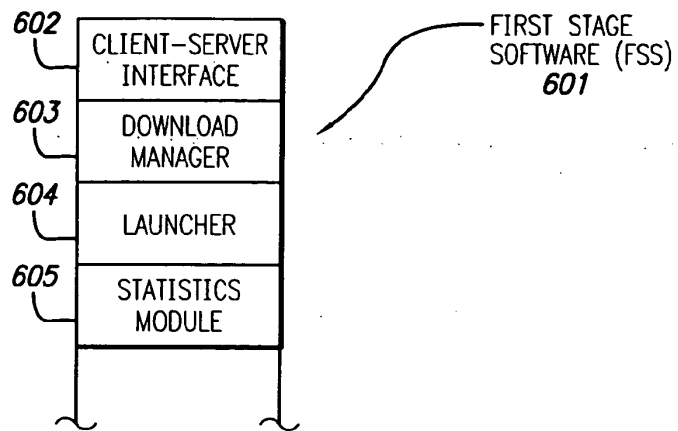 602
CLIENT-SERVER
INTERFACE
603
DOWNLOAD
MANAGER
604
LAUNCHER
605
STATISTICS
MODULE
FIRST STAGE
SOFTWARE (FSS)
601